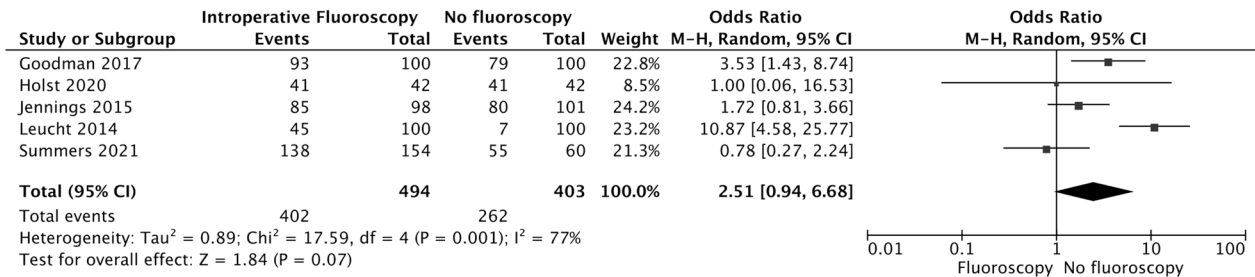 Introperative Fluoroscopy No fluoroscopy Odds Ratio Odds Ratio
Study or Subgroup Events Total Events Total Weight M-H, Random, 95% CI M-H, Random, 95% CI
Goodman 2017 93 100 79 100 22.8% 3.53 [1.43, 8.74]
Holst 2020 41 42 41 42 8.5% 1.00 [0.06, 16.53]
Jennings 2015 85 98 80 101 24.2% 1.72 [0.81, 3.66]
Leucht 2014 45 100 7 100 23.2% 10.87 [4.58, 25.77]
Summers 2021 138 154 55 60 21.3% 0.78 [0.27, 2.24]
Total (95% CI) 494 403 100.0% 2.51 [0.94, 6.68]
Total events 402 262
Heterogeneity: Tau² = 0.89; Chi² = 17.59, df = 4 (P = 0.001); I² = 77%
Test for overall effect: Z = 1.84 (P = 0.07)
0.01 0.1 1 10 100
Fluoroscopy No fluoroscopy